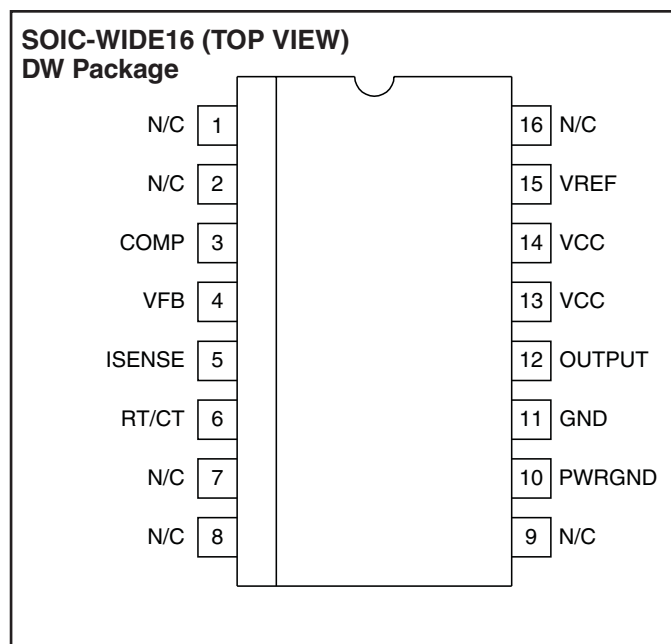 SOIC-WIDE16 (TOP VIEW)
DW Package
N/C 1 16 N/C
N/C 2 15 VREF
COMP 3 14 VCC
VFB 4 13 VCC
ISENSE 5 12 OUTPUT
RT/CT 6 11 GND
N/C 7 10 PWRGND
N/C 8 9 N/C